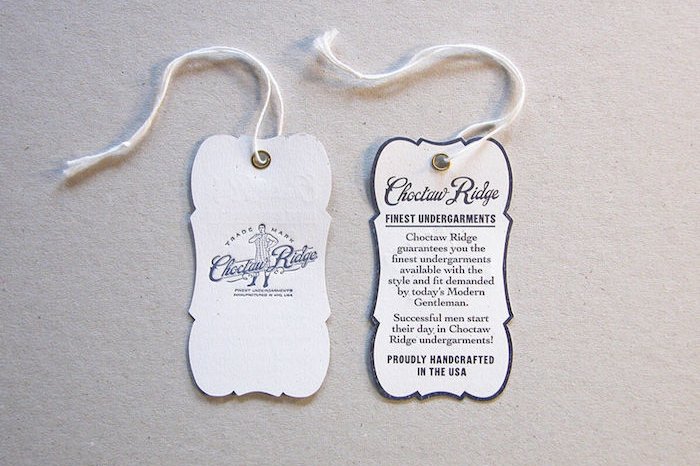 TRADE MARK
Choctaw Ridge
FINEST UNDERGARMENTS
Choctaw Ridge
FINEST UNDERGARMENTS
Choctaw Ridge
guarantees you the
finest undergarments
available with the
style and fit demanded
by today's Modern
Gentleman.
Successful men start
their day in Choctaw
Ridge undergarments!
PROUDLY HANDCRAFTED
IN THE USA